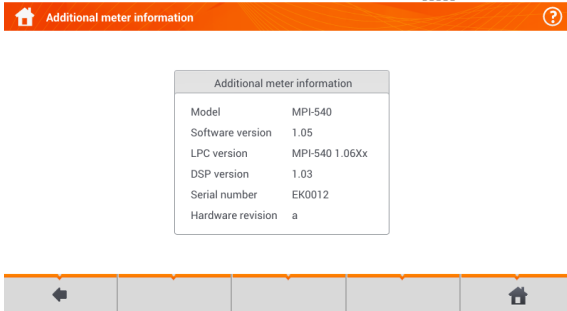 Additional meter information
?
Additional meter information
Model MPI-540
Software version 1.05
LPC version MPI-540 1.06Xx
DSP version 1.03
Serial number EK0012
Hardware revision a